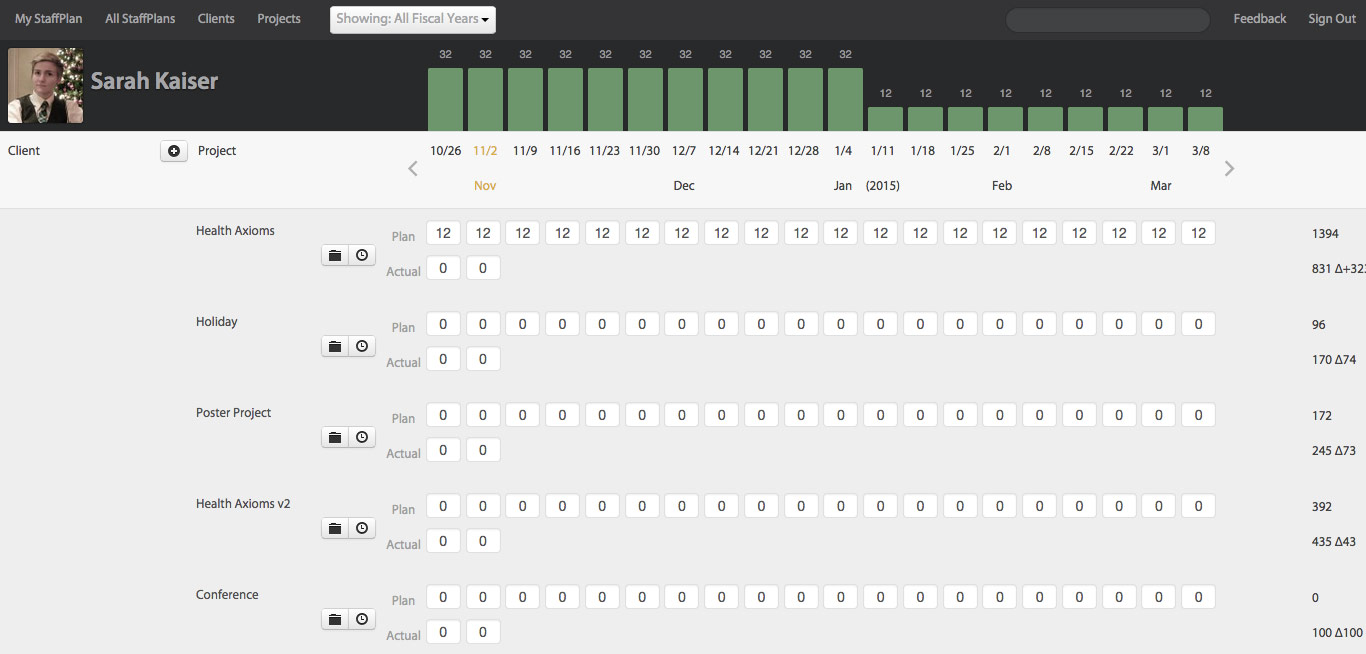 My StaffPlan All StaffPlans Clients Projects Showing: All Fiscal Years Feedback Sign Out
32 32 32 32 32 32 32 32 32 32 32 12 12 12 12 12 12 12 12 12
Sarah Kaiser
Client Project 10/26 11/2 11/9 11/16 11/23 11/30 12/7 12/14 12/21 12/28 1/4 1/11 1/18 1/25 2/1 2/8 2/15 2/22 3/1 3/8
Nov Dec Jan (2015) Feb Mar
Health Axioms Plan 12 12 12 12 12 12 12 12 12 12 12 12 12 12 12 12 12 12 12 12 1394
Actual 0 0 831 Δ+323
Holiday Plan 0 0 0 0 0 0 0 0 0 0 0 0 0 0 0 0 0 0 0 0 96
Actual 0 0 170 Δ74
Poster Project Plan 0 0 0 0 0 0 0 0 0 0 0 0 0 0 0 0 0 0 0 0 172
Actual 0 0 245 Δ73
Health Axioms v2 Plan 0 0 0 0 0 0 0 0 0 0 0 0 0 0 0 0 0 0 0 0 392
Actual 0 0 435 Δ43
Conference Plan 0 0 0 0 0 0 0 0 0 0 0 0 0 0 0 0 0 0 0 0 0
Actual 0 0 100 Δ100